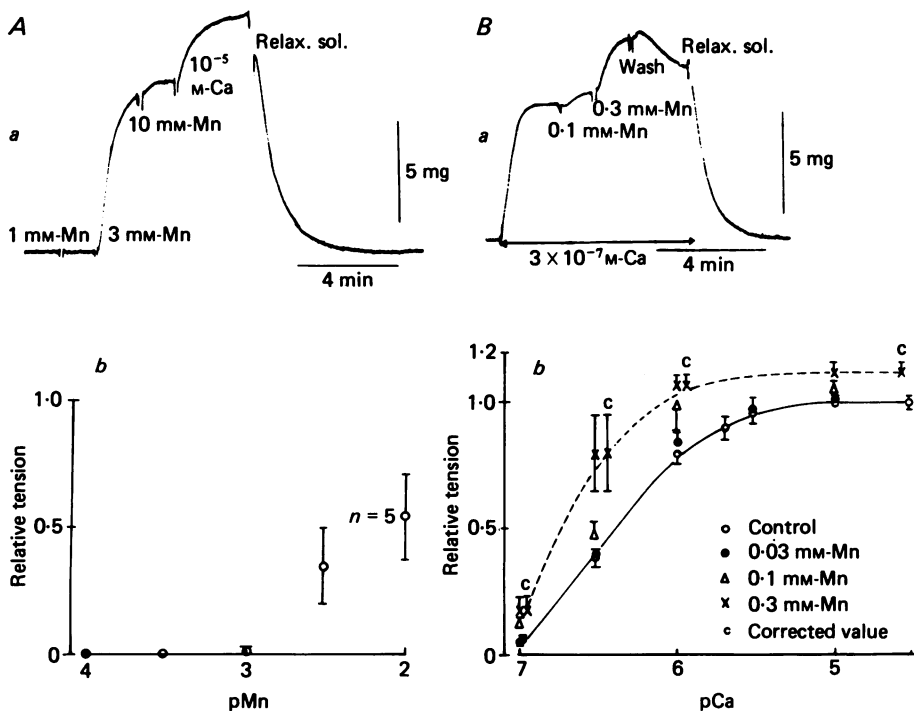 A
a
1 mM-Mn
3 mM-Mn
10 mM-Mn
10⁻⁵
M-Ca
Relax. sol.
5 mg
4 min
B
a
0·1 mM-Mn
0·3 mM-Mn
Wash
Relax. sol.
5 mg
3 × 10⁻⁷M-Ca
4 min
b
Relative tension
1·0
0·5
0
n = 5
4
3
2
pMn
b
Relative tension
1·2
1·0
0·5
0
c
c
c
c
c
Control
0·03 mM-Mn
0·1 mM-Mn
0·3 mM-Mn
c Corrected value
7
6
5
pCa